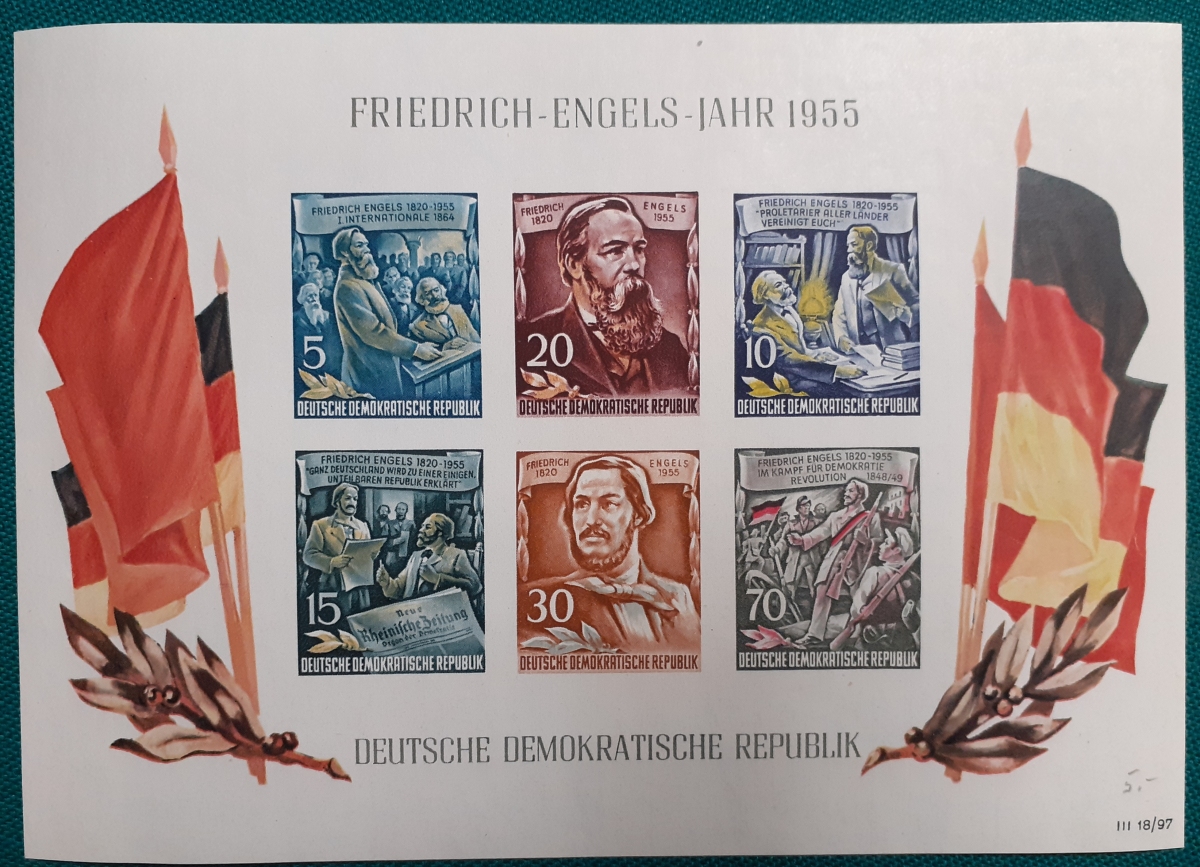 FRIEDRICH-ENGELS-JAHR 1955
FRIEDRICH ENGELS 1820-1955
I. INTERNATIONALE 1864
5
DEUTSCHE DEMOKRATISCHE REPUBLIK
FRIEDRICH ENGELS
1820 1955
20
DEUTSCHE DEMOKRATISCHE REPUBLIK
FRIEDRICH ENGELS 1820-1955
"PROLETARIER ALLER LÄNDER
VEREINIGT EUCH"
10
DEUTSCHE DEMOKRATISCHE REPUBLIK
FRIEDRICH ENGELS 1820-1955
"GANZ DEUTSCHLAND WIRD ZU EINER EINIGEN,
UNTEILBAREN REPUBLIK ERKLÄRT"
15
Neue
Rheinische Zeitung
Organ der Demokratie
DEUTSCHE DEMOKRATISCHE REPUBLIK
FRIEDRICH ENGELS
1820 1955
30
DEUTSCHE DEMOKRATISCHE REPUBLIK
FRIEDRICH ENGELS 1820-1955
IM KAMPF FÜR DEMOKRATIE
REVOLUTION 1848/49
70
DEUTSCHE DEMOKRATISCHE REPUBLIK
DEUTSCHE DEMOKRATISCHE REPUBLIK
5.-
III 18/97